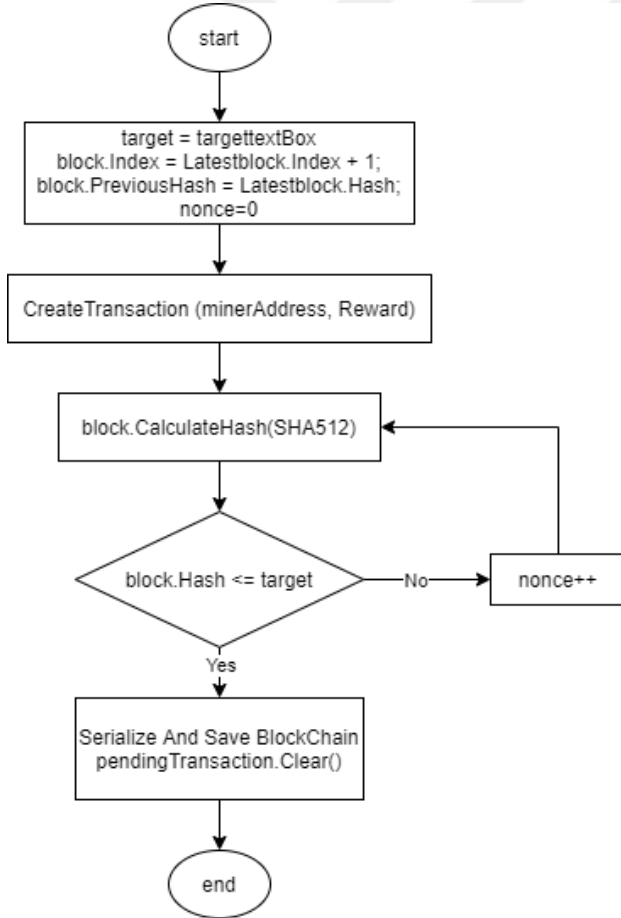 start
target = targettextBox
block.Index = Latestblock.Index + 1;
block.PreviousHash = Latestblock.Hash;
nonce=0
CreateTransaction (minerAddress, Reward)
block.CalculateHash(SHA512)
block.Hash <= target
No
nonce++
Yes
Serialize And Save BlockChain
pendingTransaction.Clear()
end